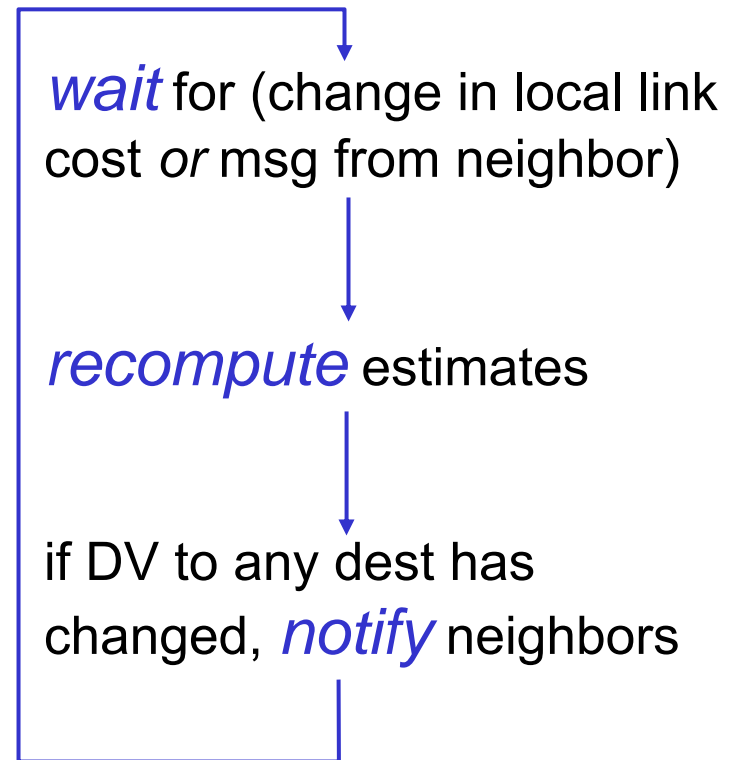 wait for (change in local link
cost or msg from neighbor)
recompute estimates
if DV to any dest has
changed, notify neighbors